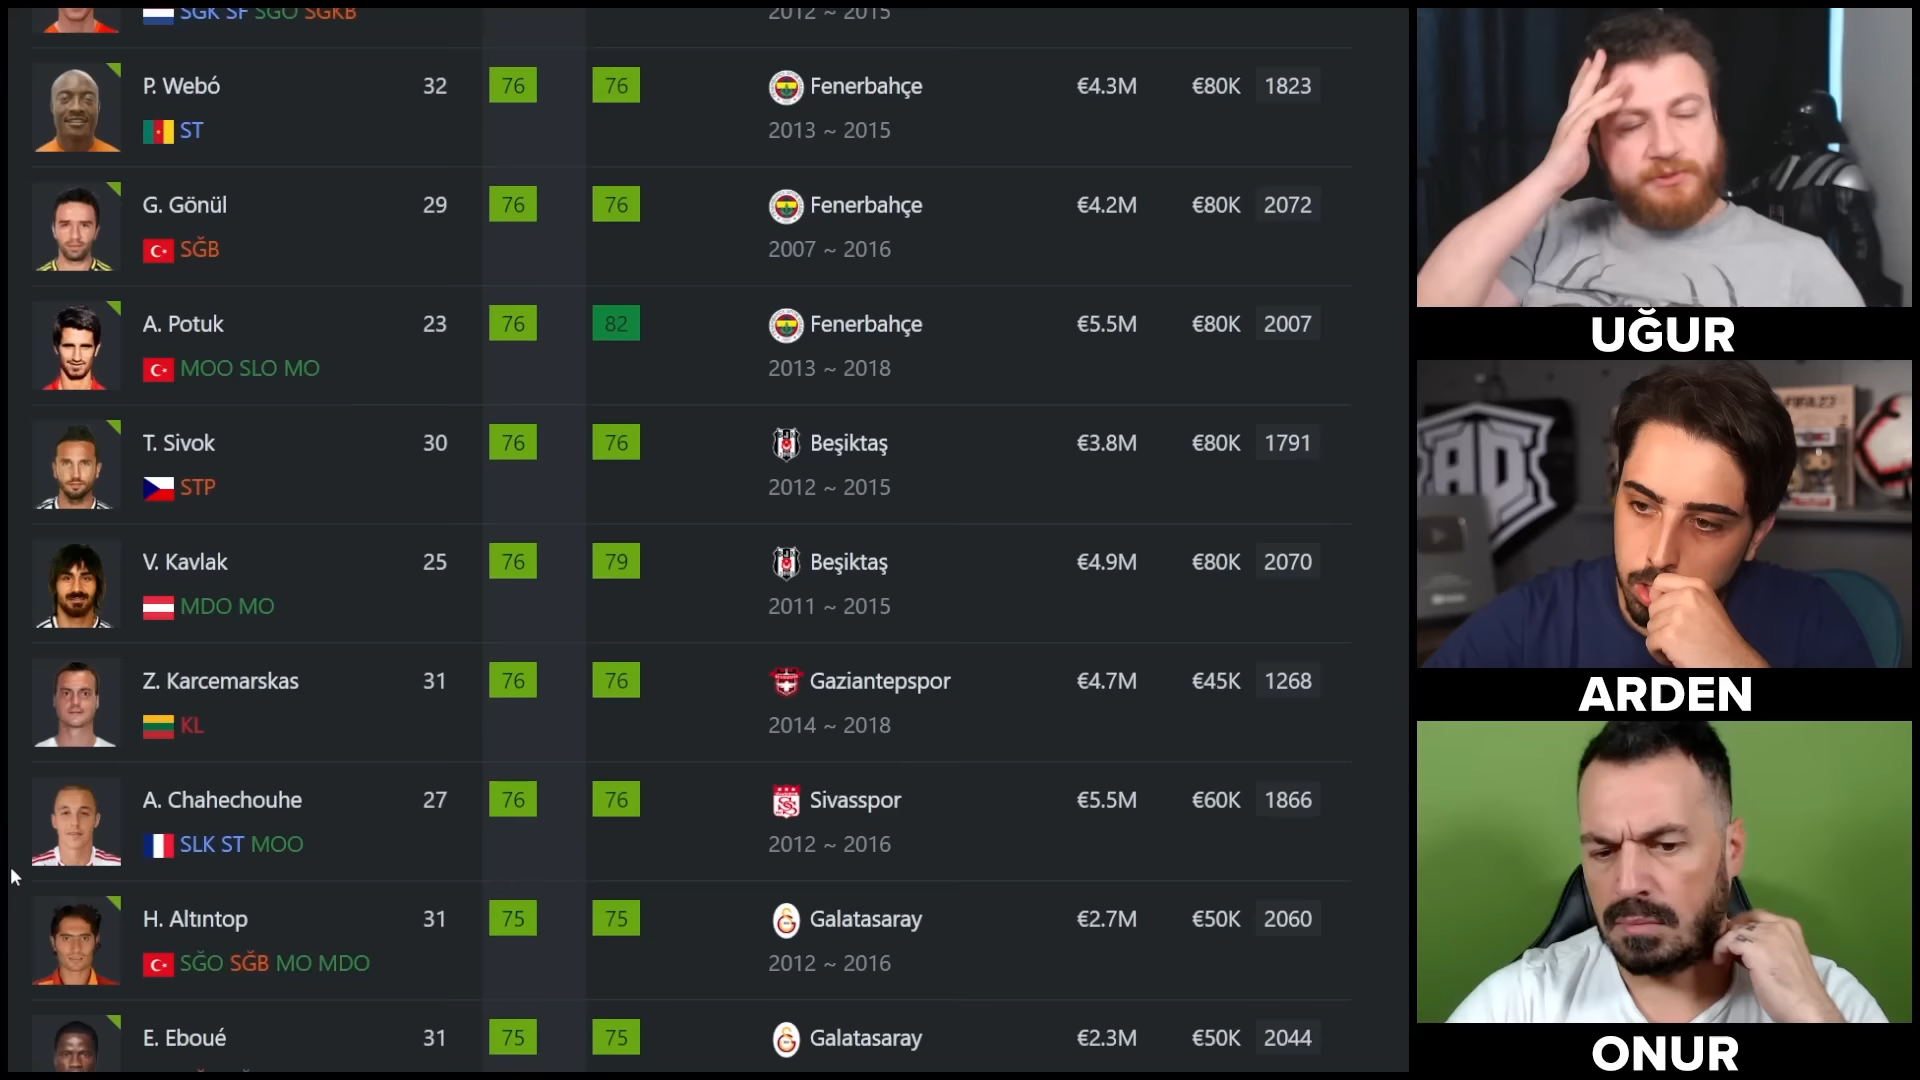 SGK SF SGO SGKB
2012 ~ 2015
P. Webó 32 76 76 Fenerbahçe €4.3M €80K 1823
ST 2013 ~ 2015
G. Gönül 29 76 76 Fenerbahçe €4.2M €80K 2072
SĞB 2007 ~ 2016
A. Potuk 23 76 82 Fenerbahçe €5.5M €80K 2007
MOO SLO MO 2013 ~ 2018
T. Sivok 30 76 76 Beşiktaş €3.8M €80K 1791
STP 2012 ~ 2015
V. Kavlak 25 76 79 Beşiktaş €4.9M €80K 2070
MDO MO 2011 ~ 2015
Z. Karcemarskas 31 76 76 Gaziantepspor €4.7M €45K 1268
KL 2014 ~ 2018
A. Chahechouhe 27 76 76 Sivasspor €5.5M €60K 1866
SLK ST MOO 2012 ~ 2016
H. Altıntop 31 75 75 Galatasaray €2.7M €50K 2060
SĞO SĞB MO MDO 2012 ~ 2016
E. Eboué 31 75 75 Galatasaray €2.3M €50K 2044
UĞUR
ARDEN
ONUR